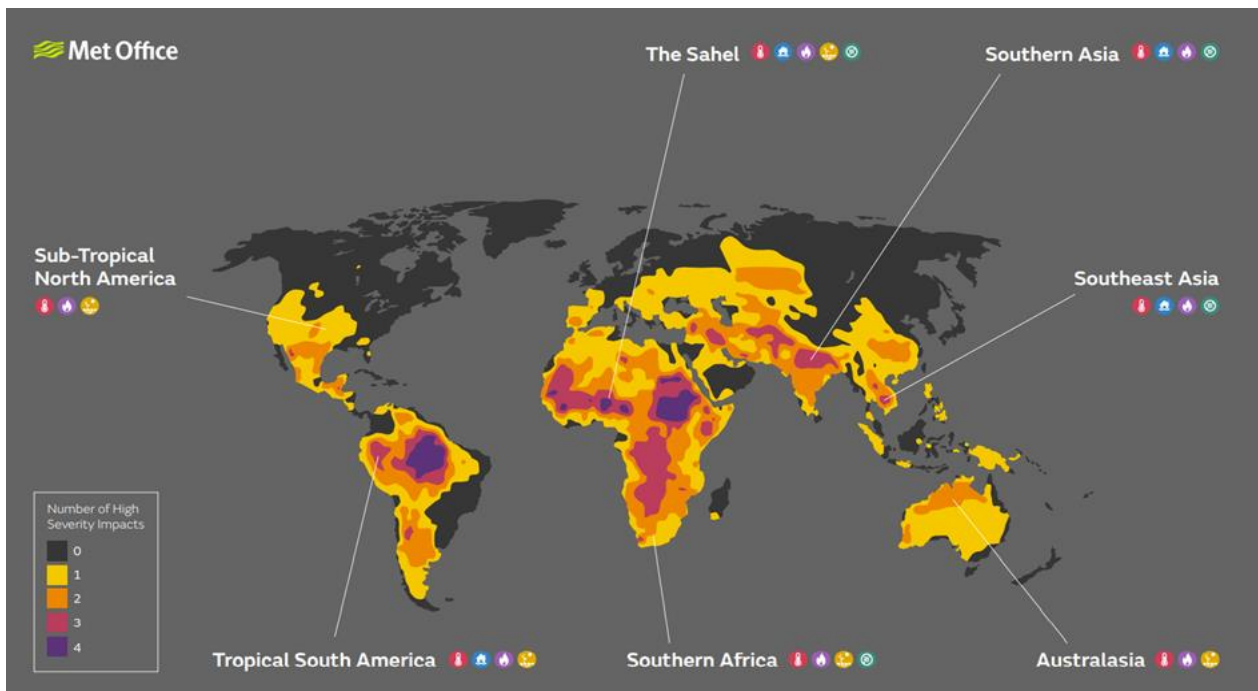 Met Office
The Sahel
Southern Asia
Sub-Tropical
North America
Southeast Asia
Number of High
Severity Impacts
0
1
2
3
4
Tropical South America
Southern Africa
Australasia